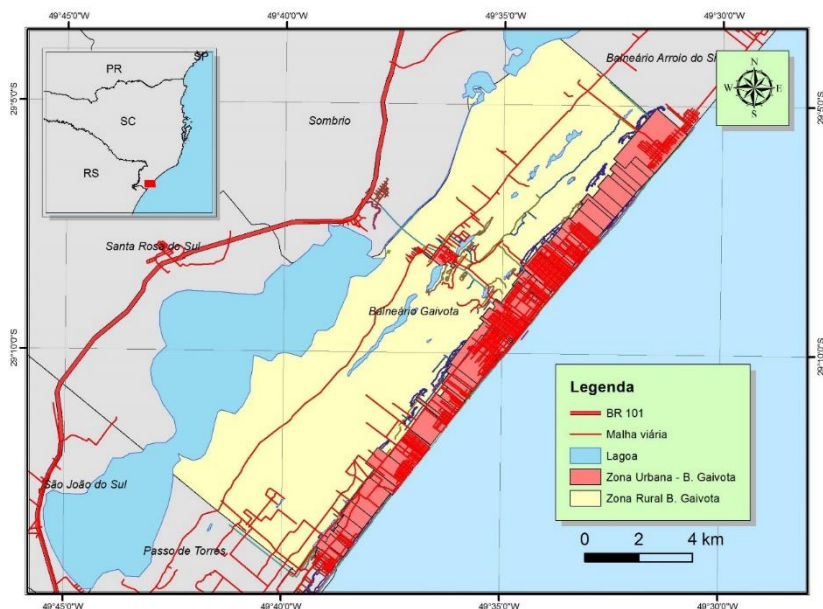 49°45'0"W 49°40'0"W 49°35'0"W 49°30'0"W
PR
SP
SC
RS
Balneário Arroio do Si
N
W E
S
29°5'0"S
29°5'0"S
Sombrio
Santa Rosa do Sul
Balneário Gaivota
29°10'0"S
29°10'0"S
São João do Sul
Passo de Torres
Legenda
BR 101
Malha viária
Lagoa
Zona Urbana - B. Gaivota
Zona Rural B. Gaivota
0 2 4 km
49°45'0"W 49°40'0"W 49°35'0"W 49°30'0"W